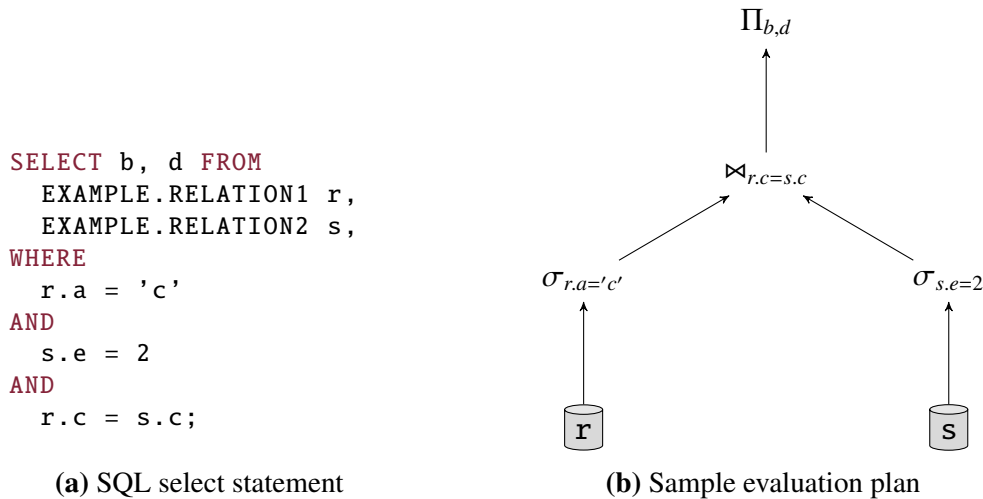 SELECT b, d FROM
EXAMPLE.RELATION1 r,
EXAMPLE.RELATION2 s,
WHERE
r.a = 'c'
AND
s.e = 2
AND
r.c = s.c;
(a) SQL select statement
Π_{b,d}
⋈_{r.c=s.c}
σ_{r.a='c'}
σ_{s.e=2}
r
s
(b) Sample evaluation plan